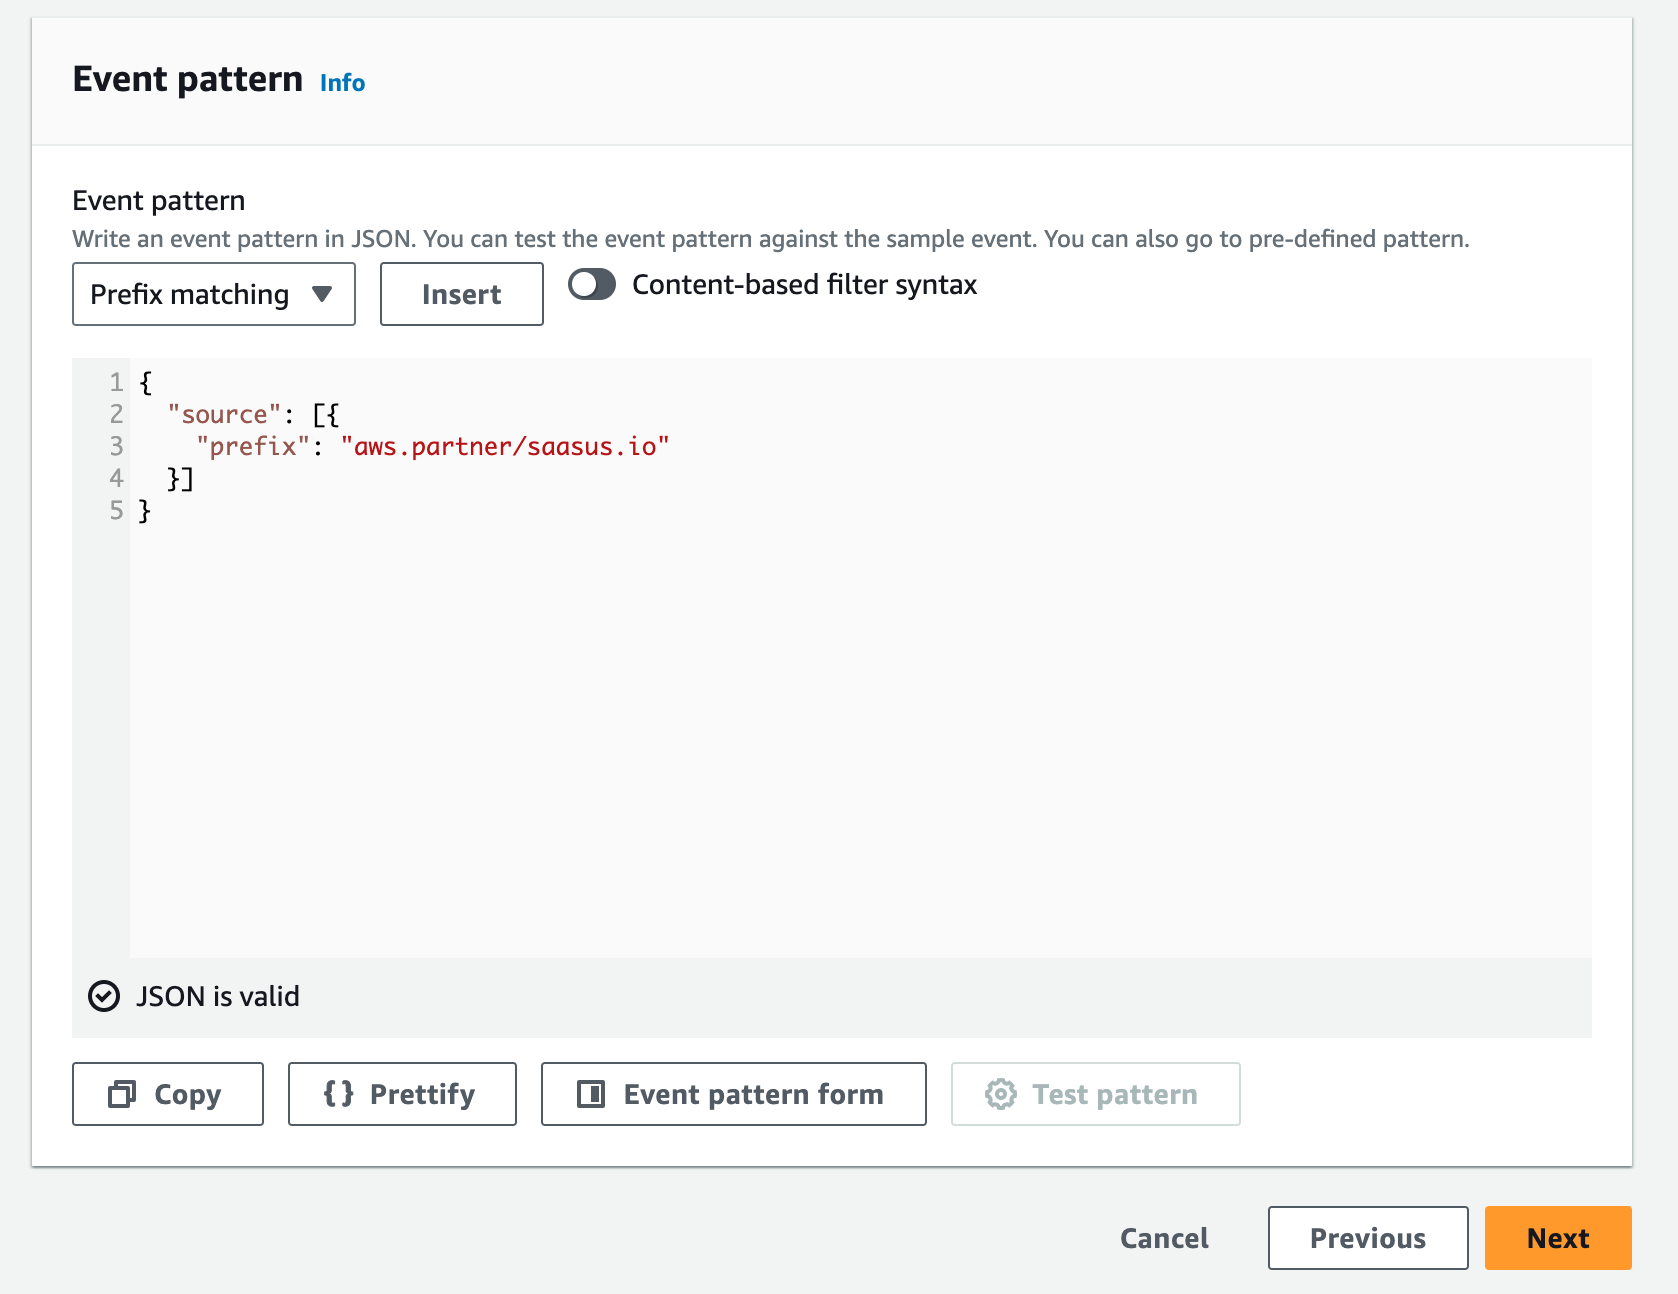 Event pattern Info
Event pattern
Write an event pattern in JSON. You can test the event pattern against the sample event. You can also go to pre-defined pattern.
Prefix matching Insert Content-based filter syntax
1 {
2   "source": [{
3     "prefix": "aws.partner/saasus.io"
4   }]
5 }
JSON is valid
Copy { } Prettify Event pattern form Test pattern
Cancel Previous Next